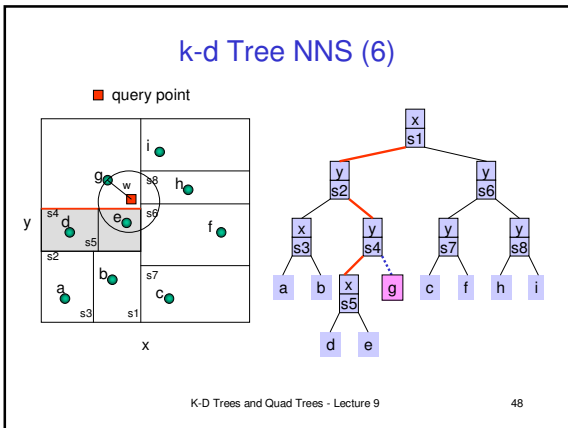 k-d Tree NNS (6)
query point
i
g
w
s8
h
s4
s6
y
d
e
s5
f
s2
b
s7
a
c
s3
s1
x
x
s1
y
s2
y
s6
x
s3
y
s4
y
s7
y
s8
a
b
x
s5
g
c
f
h
i
d
e
K-D Trees and Quad Trees - Lecture 9
48